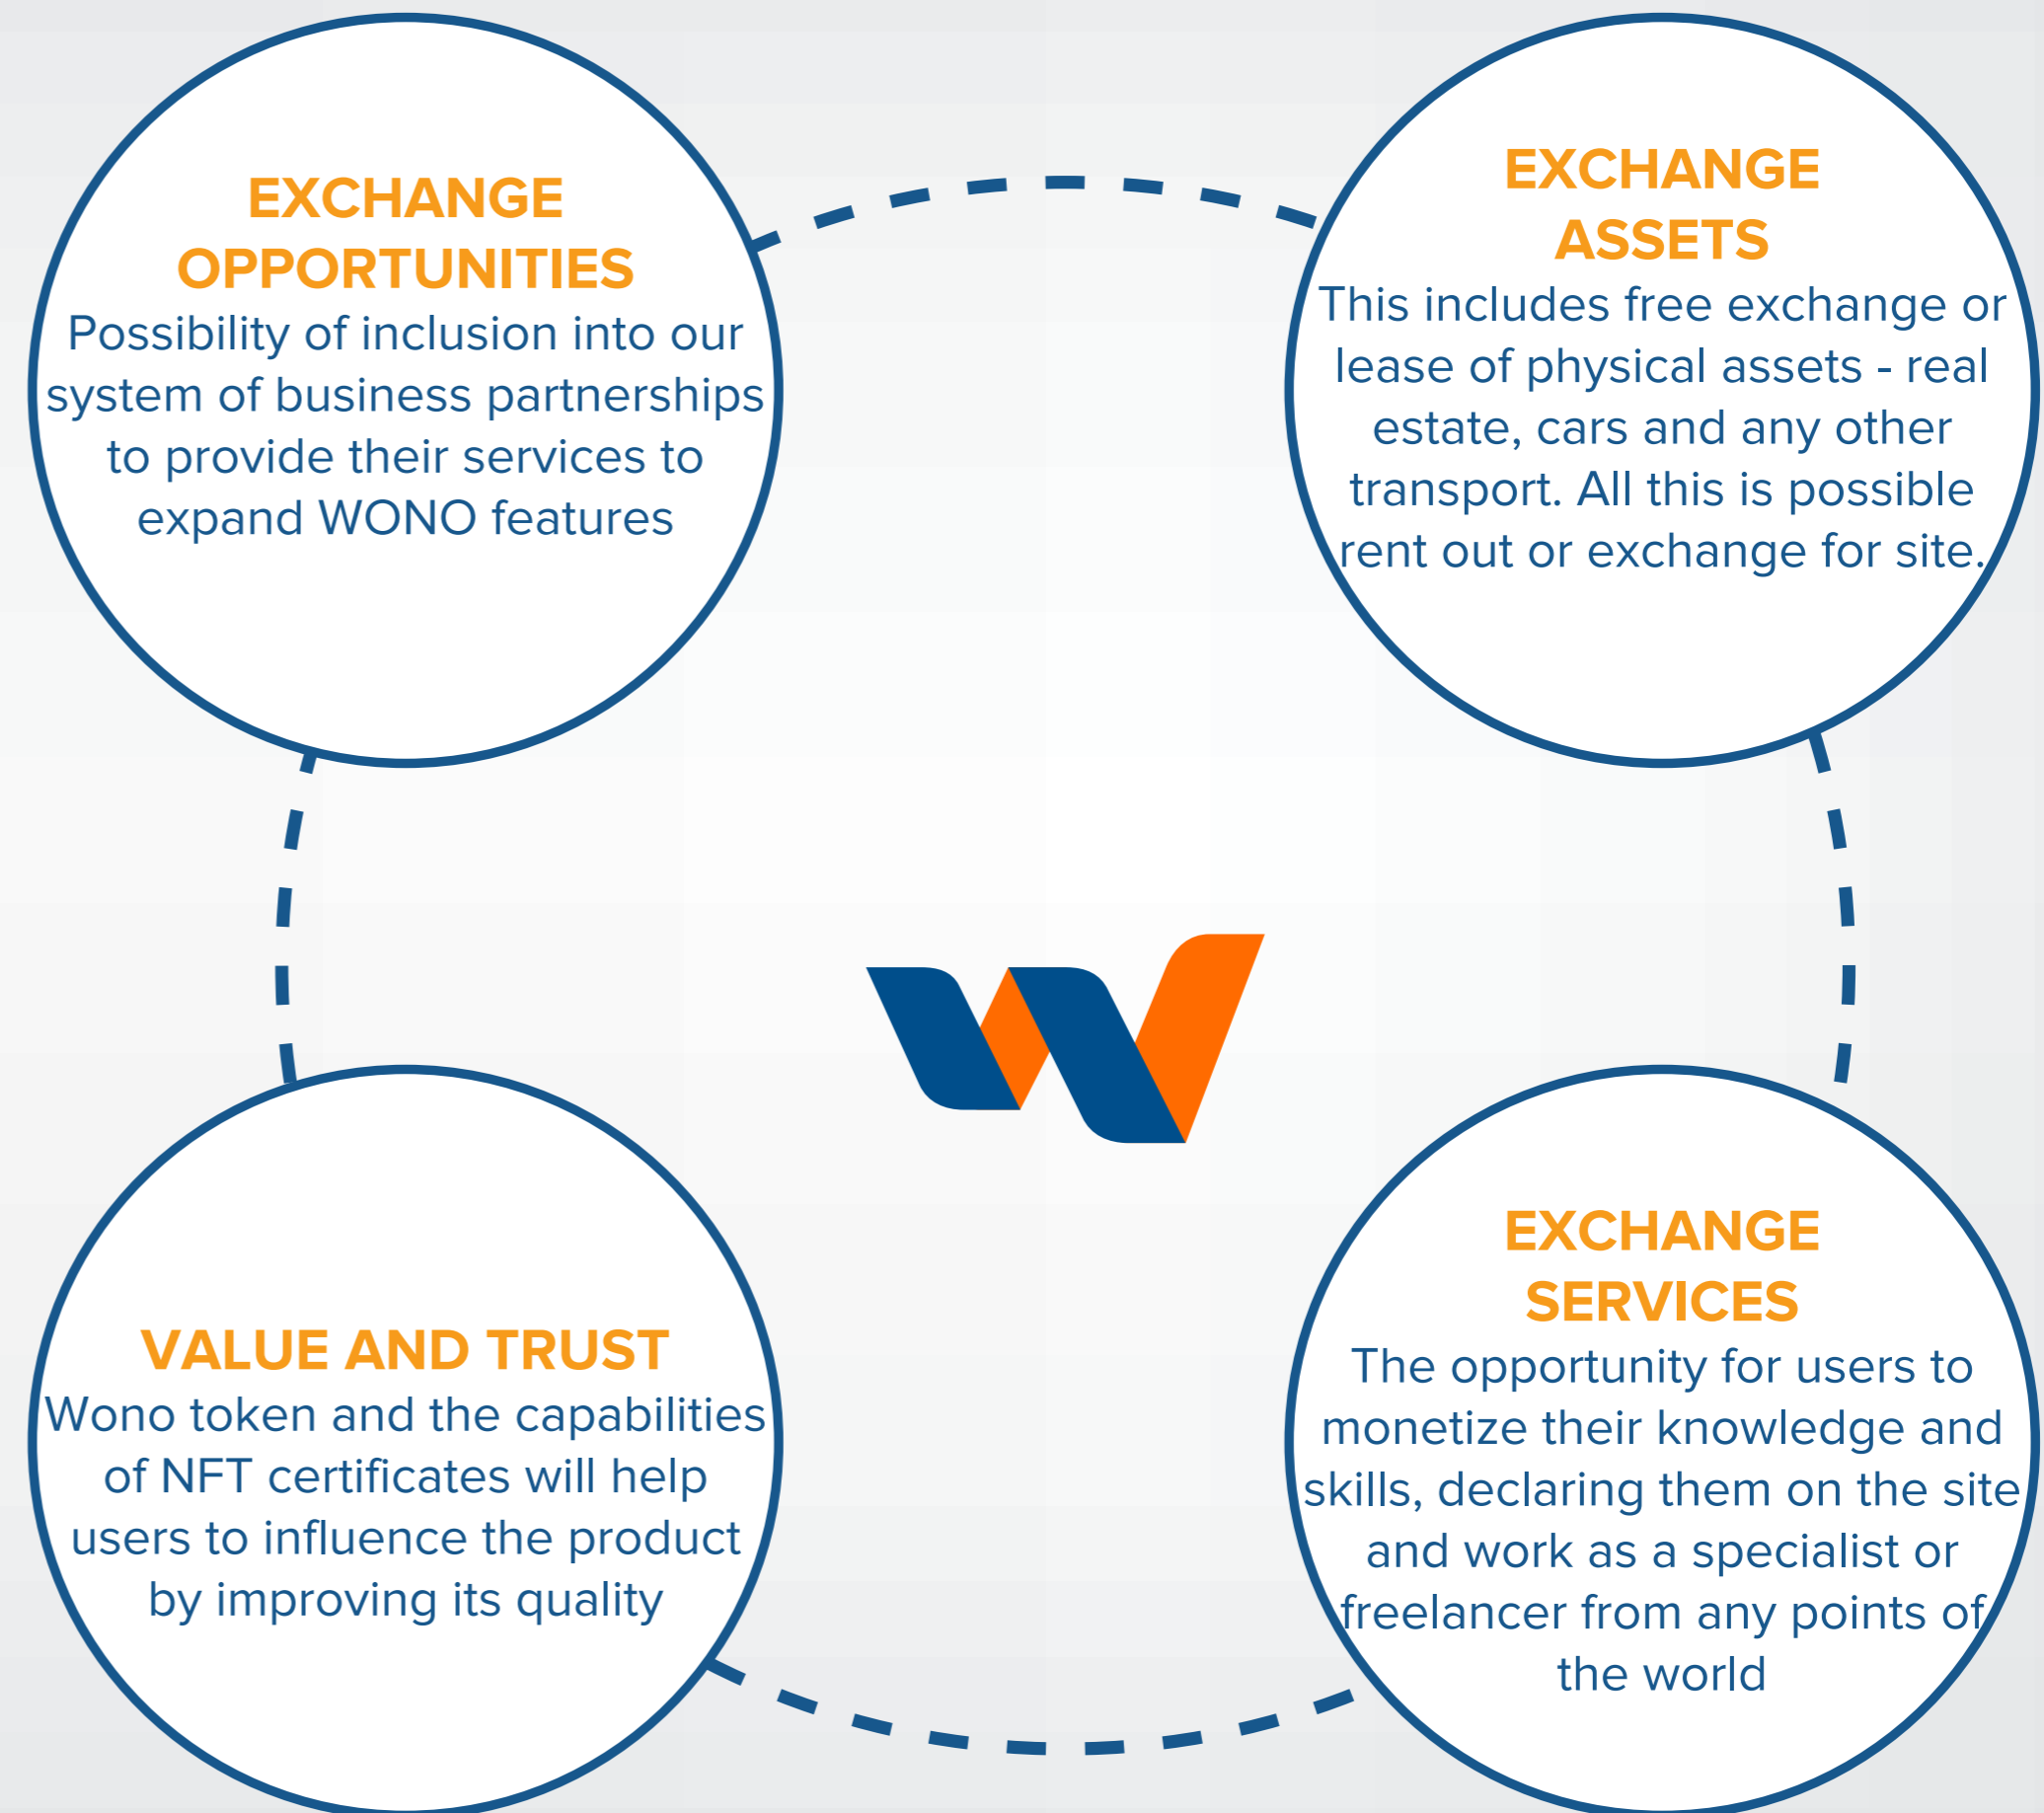 EXCHANGE
OPPORTUNITIES
Possibility of inclusion into our
system of business partnerships
to provide their services to
expand WONO features
EXCHANGE
ASSETS
This includes free exchange or
lease of physical assets - real
estate, cars and any other
transport. All this is possible
rent out or exchange for site.
VALUE AND TRUST
Wono token and the capabilities
of NFT certificates will help
users to influence the product
by improving its quality
EXCHANGE
SERVICES
The opportunity for users to
monetize their knowledge and
skills, declaring them on the site
and work as a specialist or
freelancer from any points of
the world